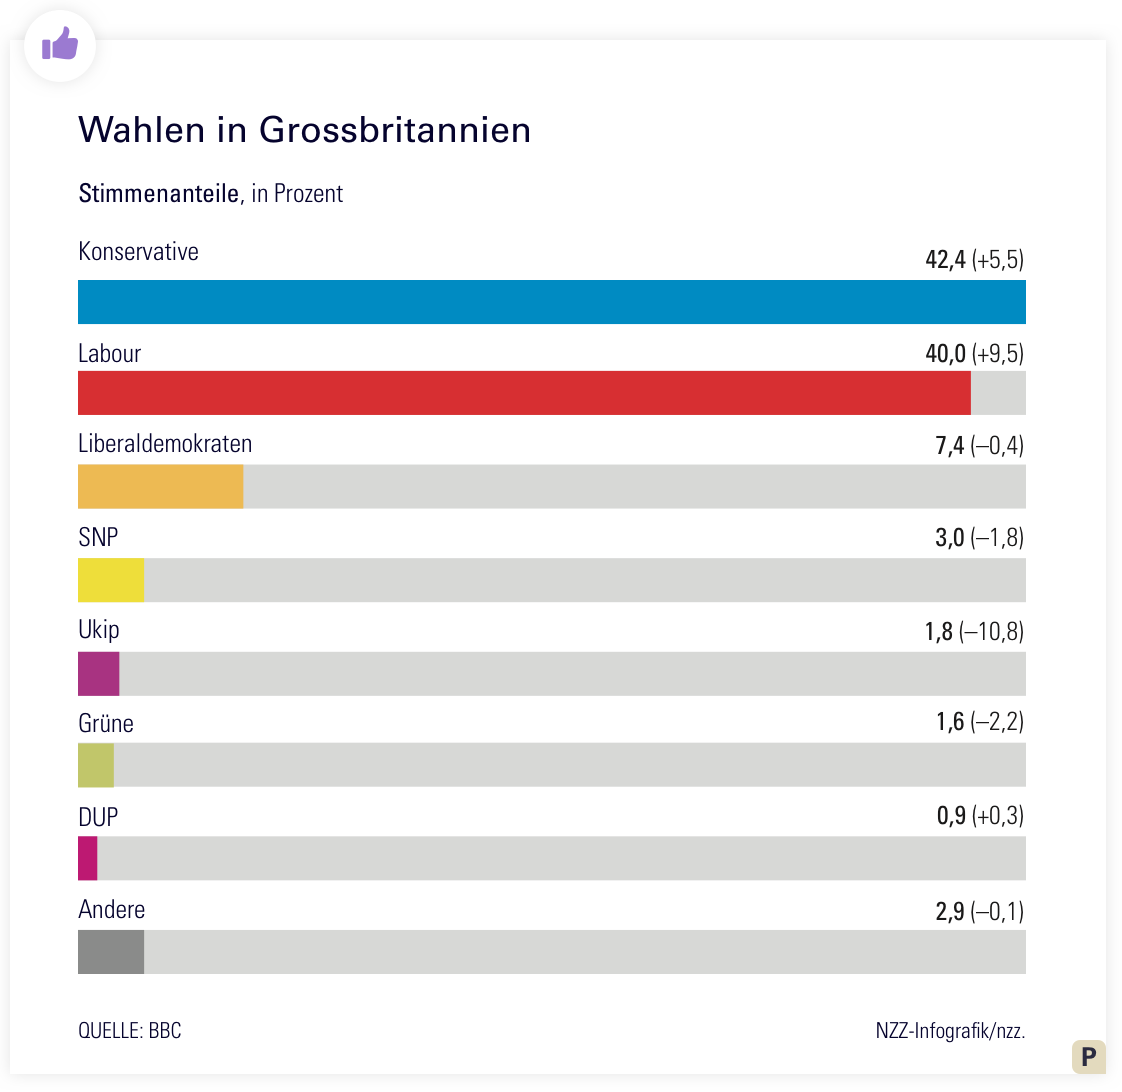 Wahlen in Grossbritannien
Stimmenanteile, in Prozent
Konservative 42,4 (+5,5)
Labour 40,0 (+9,5)
Liberaldemokraten 7,4 (–0,4)
SNP 3,0 (–1,8)
Ukip 1,8 (–10,8)
Grüne 1,6 (–2,2)
DUP 0,9 (+0,3)
Andere 2,9 (–0,1)
QUELLE: BBC NZZ-Infografik/nzz.
P